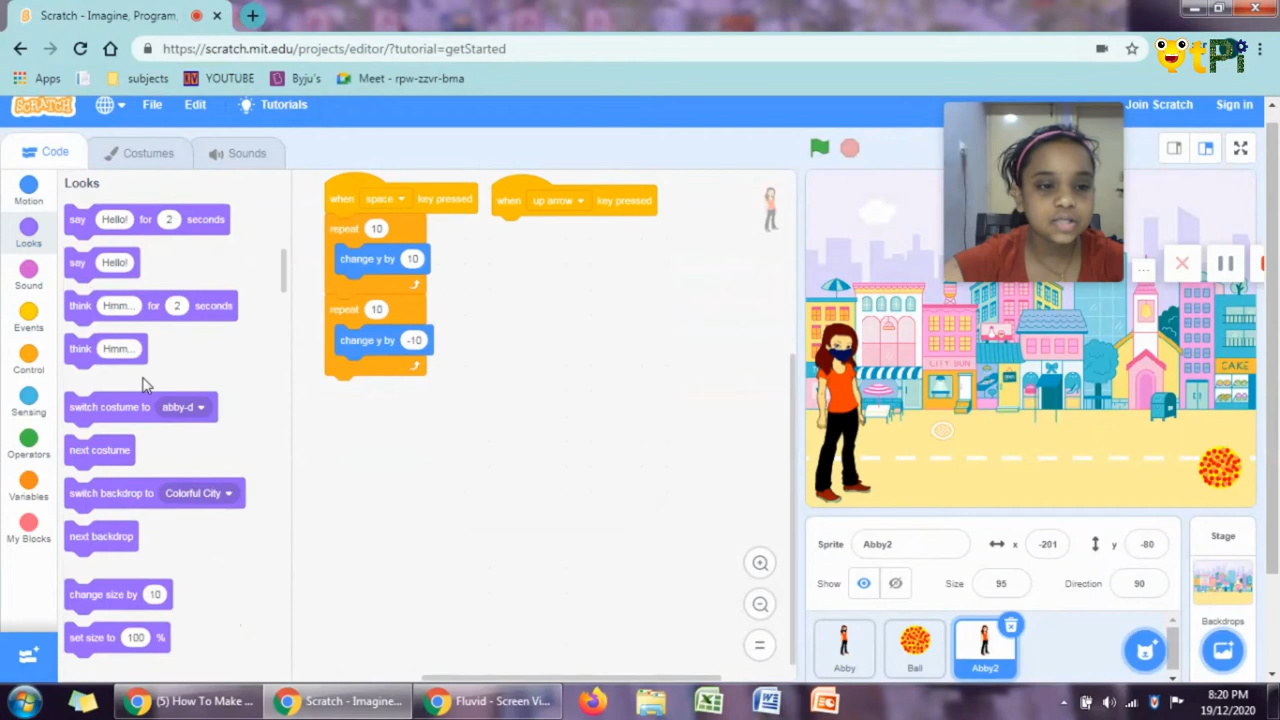 Scratch - Imagine, Program,
https://scratch.mit.edu/projects/editor/?tutorial=getStarted
Apps
subjects
YOUTUBE
Byju's
Meet - rpw-zzvr-bma
tPi
SCRATCH
File
Edit
Tutorials
Join Scratch
Sign in
Code
Costumes
Sounds
Motion
Looks
Sound
Events
Control
Sensing
Operators
Variables
My Blocks
Looks
say Hello! for 2 seconds
say Hello!
think Hmm... for 2 seconds
think Hmm...
switch costume to abby-d
next costume
switch backdrop to Colorful City
next backdrop
change size by 10
set size to 100 %
when space key pressed
repeat 10
change y by 10
repeat 10
change y by -10
when up arrow key pressed
CAKE
Sprite Abby2 x -201 y -80
Show Size 95 Direction 90
Abby
Ball
Abby2
Stage
Backdrops
(5) How To Make ...
Scratch - Imagine...
Fluvid - Screen Vi...
8:20 PM
19/12/2020